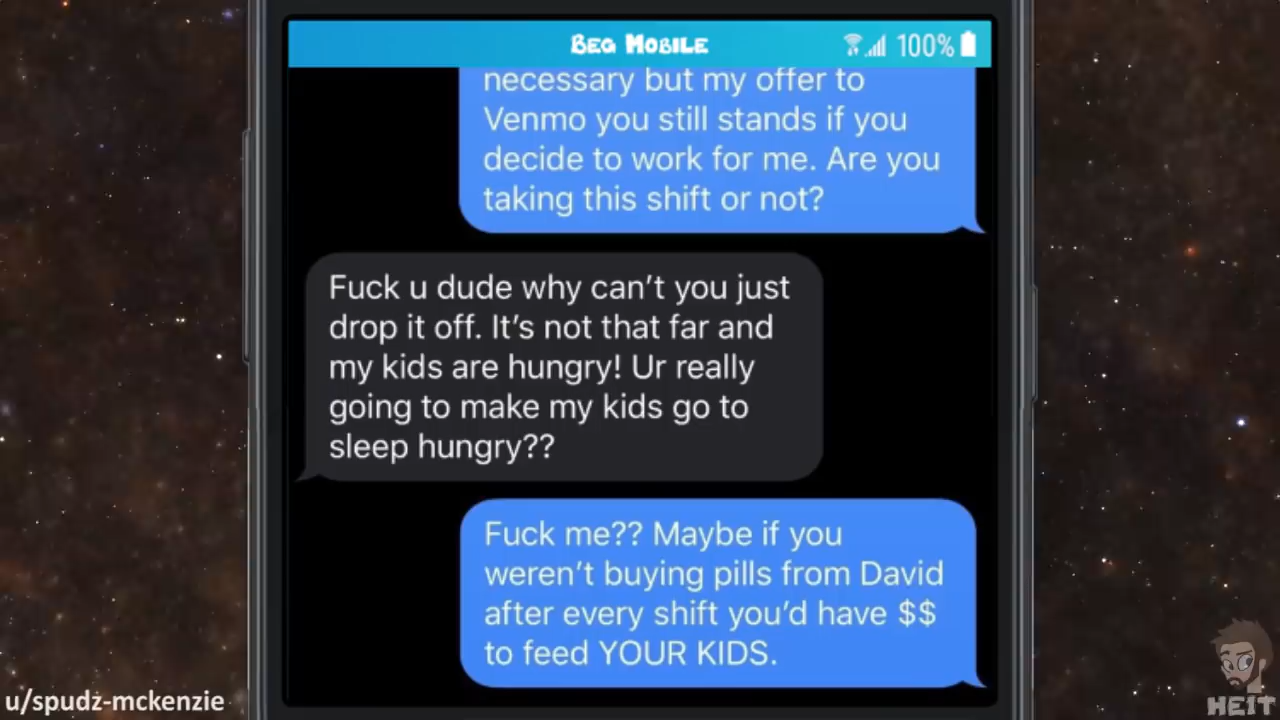 BEG MOBILE 100%
necessary but my offer to
Venmo you still stands if you
decide to work for me. Are you
taking this shift or not?
Fuck u dude why can’t you just
drop it off. It’s not that far and
my kids are hungry! Ur really
going to make my kids go to
sleep hungry??
Fuck me?? Maybe if you
weren’t buying pills from David
after every shift you’d have $$
to feed YOUR KIDS.
u/spudz-mckenzie
HEIT